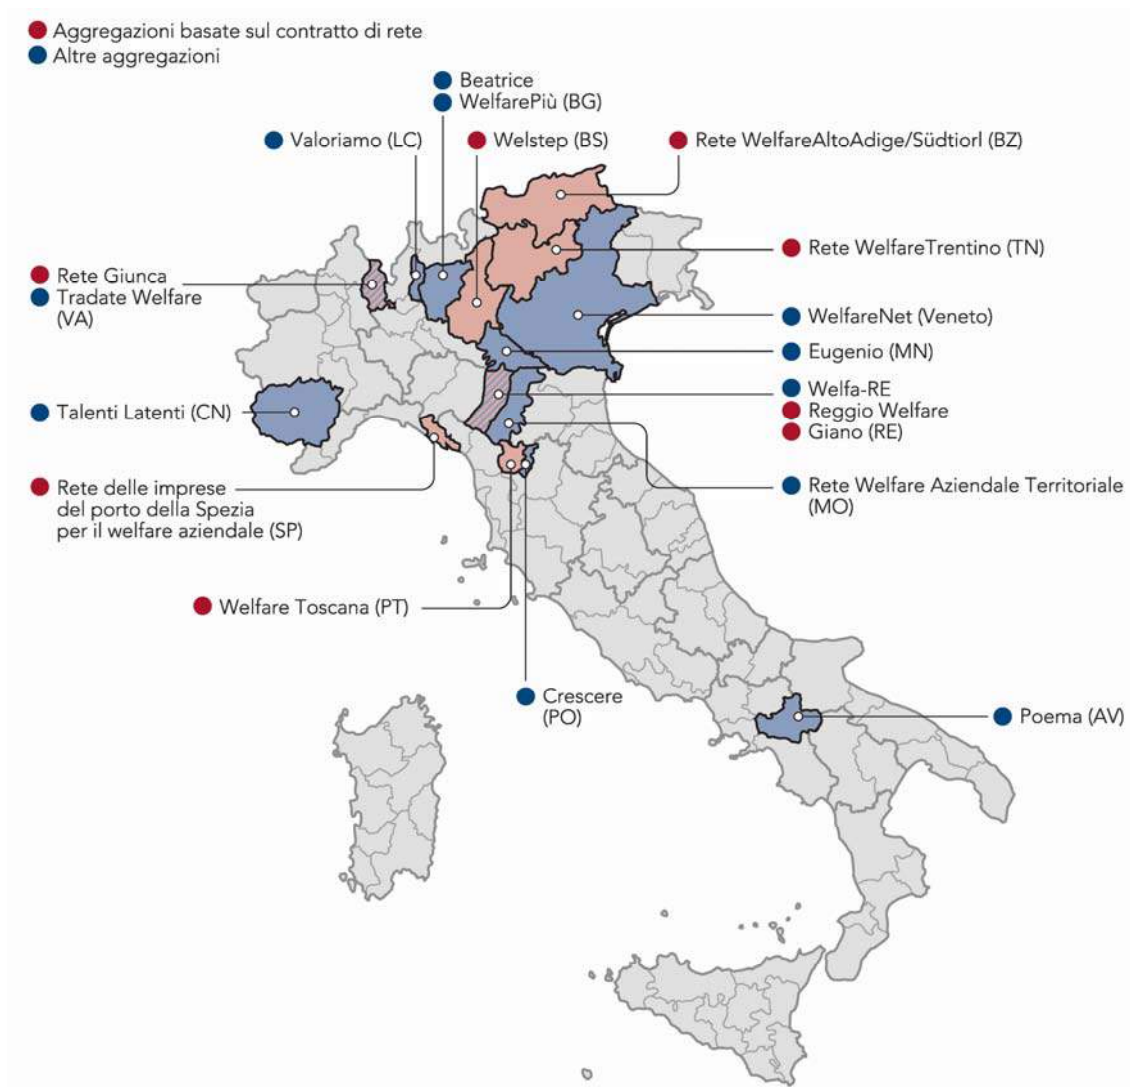 Aggregazioni basate sul contratto di rete
Altre aggregazioni
Beatrice
WelfarePiù (BG)
Valoriamo (LC)
Welstep (BS)
Rete WelfareAltoAdige/Südtiorl (BZ)
Rete WelfareTrentino (TN)
Rete Giunca
Tradate Welfare
(VA)
WelfareNet (Veneto)
Eugenio (MN)
Welfa-RE
Reggio Welfare
Giano (RE)
Talenti Latenti (CN)
Rete delle imprese
del porto della Spezia
per il welfare aziendale (SP)
Rete Welfare Aziendale Territoriale
(MO)
Welfare Toscana (PT)
Crescere
(PO)
Poema (AV)